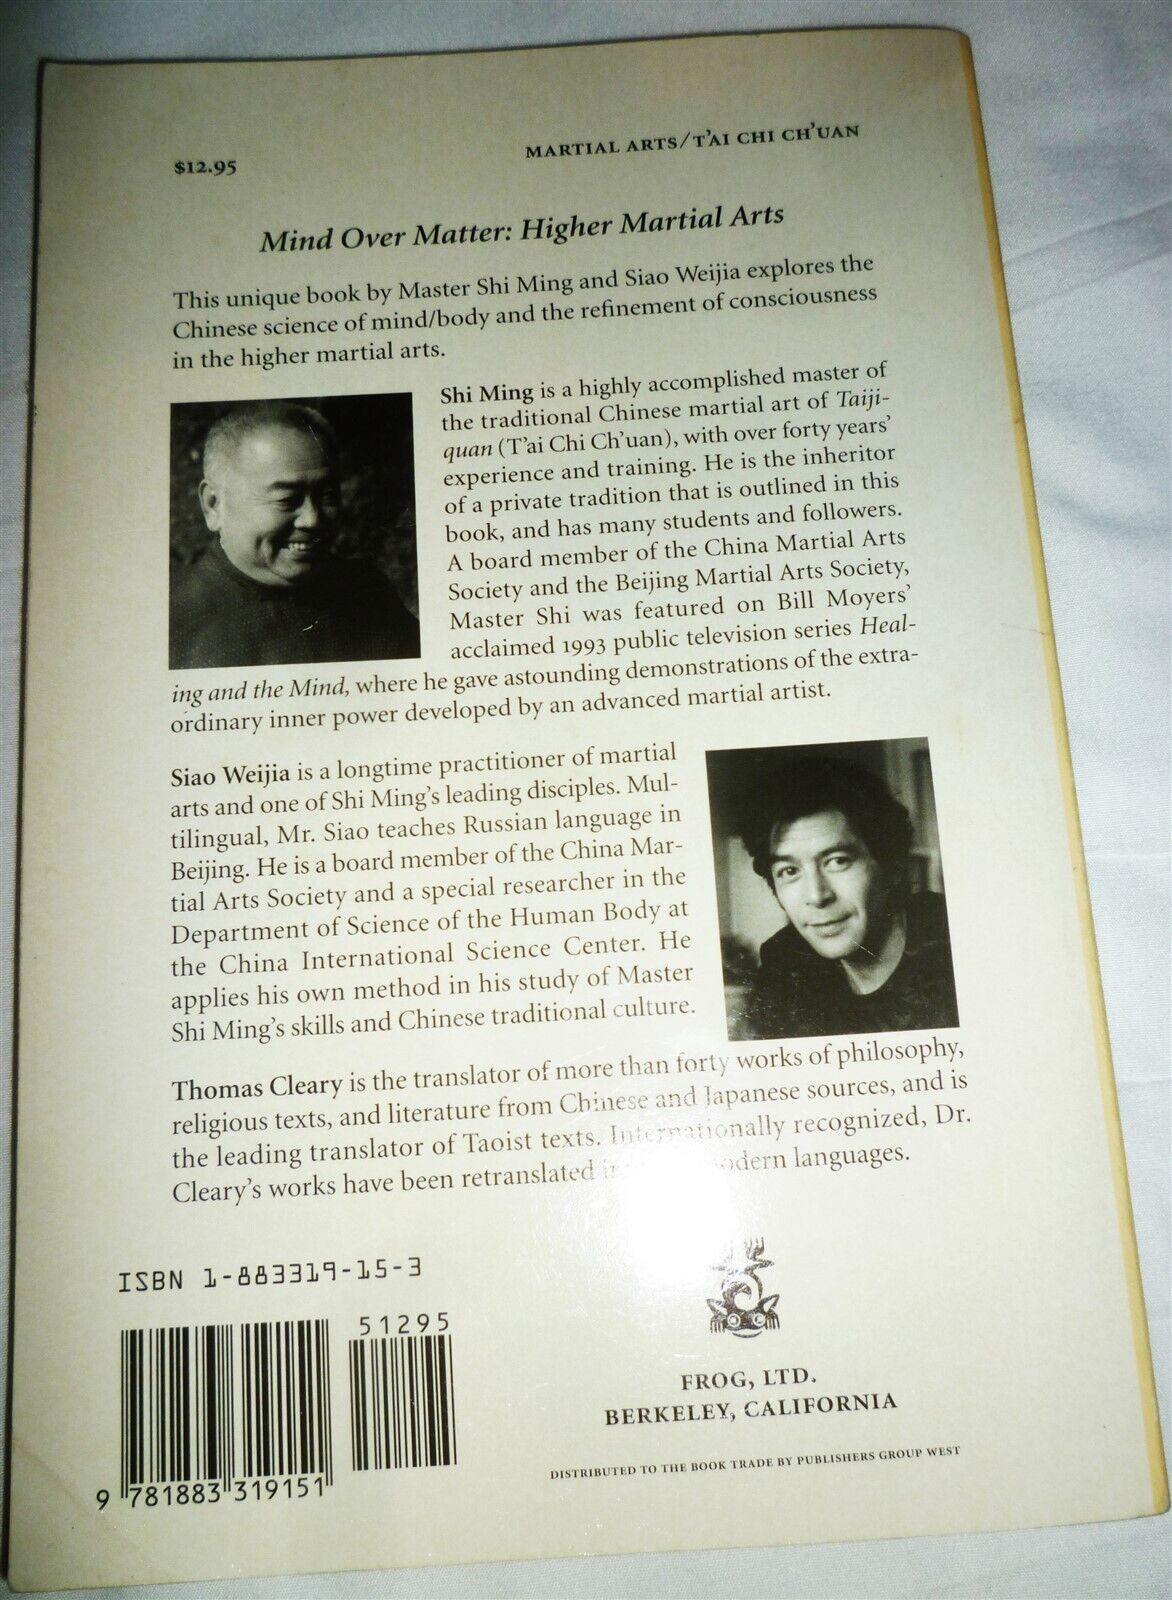 $12.95
MARTIAL ARTS/T'AI CHI CH'UAN
Mind Over Matter: Higher Martial Arts
This unique book by Master Shi Ming and Siao Weijia explores the
Chinese science of mind/body and the refinement of consciousness
in the higher martial arts.
Shi Ming is a highly accomplished master of
the traditional Chinese martial art of Taiji-
quan (T'ai Chi Ch'uan), with over forty years'
experience and training. He is the inheritor
of a private tradition that is outlined in this
book, and has many students and followers.
A board member of the China Martial Arts
Society and the Beijing Martial Arts Society,
Master Shi was featured on Bill Moyers'
acclaimed 1993 public television series Heal-
ing and the Mind, where he gave astounding demonstrations of the extra-
ordinary inner power developed by an advanced martial artist.
Siao Weijia is a longtime practitioner of martial
arts and one of Shi Ming's leading disciples. Mul-
tilingual, Mr. Siao teaches Russian language in
Beijing. He is a board member of the China Mar-
tial Arts Society and a special researcher in the
Department of Science of the Human Body at
the China International Science Center. He
applies his own method in his study of Master
Shi Ming's skills and Chinese traditional culture.
Thomas Cleary is the translator of more than forty works of philosophy,
religious texts, and literature from Chinese and Japanese sources, and is
the leading translator of Taoist texts. Internationally recognized, Dr.
Cleary's works have been retranslated modern languages.
ISBN 1-883319-15-3
51295
9 781883 319151
FROG, LTD.
BERKELEY, CALIFORNIA
DISTRIBUTED TO THE BOOK TRADE BY PUBLISHERS GROUP WEST